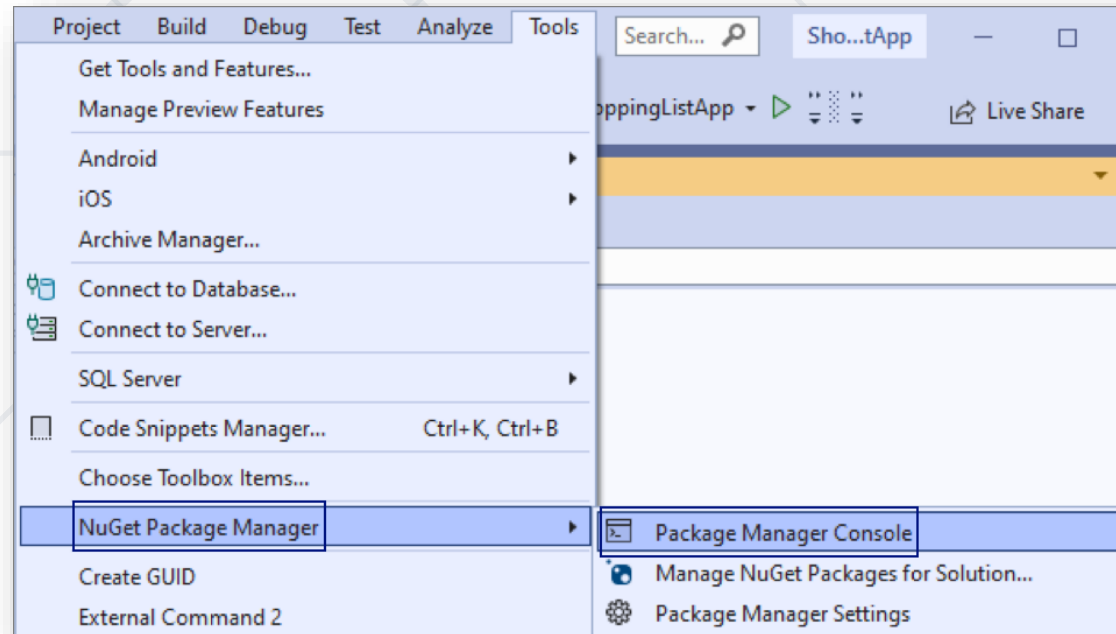 Project Build Debug Test Analyze Tools Search... Sho...tApp
Get Tools and Features...
Manage Preview Features
oppingListApp Live Share
Android
iOS
Archive Manager...
Connect to Database...
Connect to Server...
SQL Server
Code Snippets Manager... Ctrl+K, Ctrl+B
Choose Toolbox Items...
NuGet Package Manager
Package Manager Console
Create GUID
Manage NuGet Packages for Solution...
External Command 2
Package Manager Settings